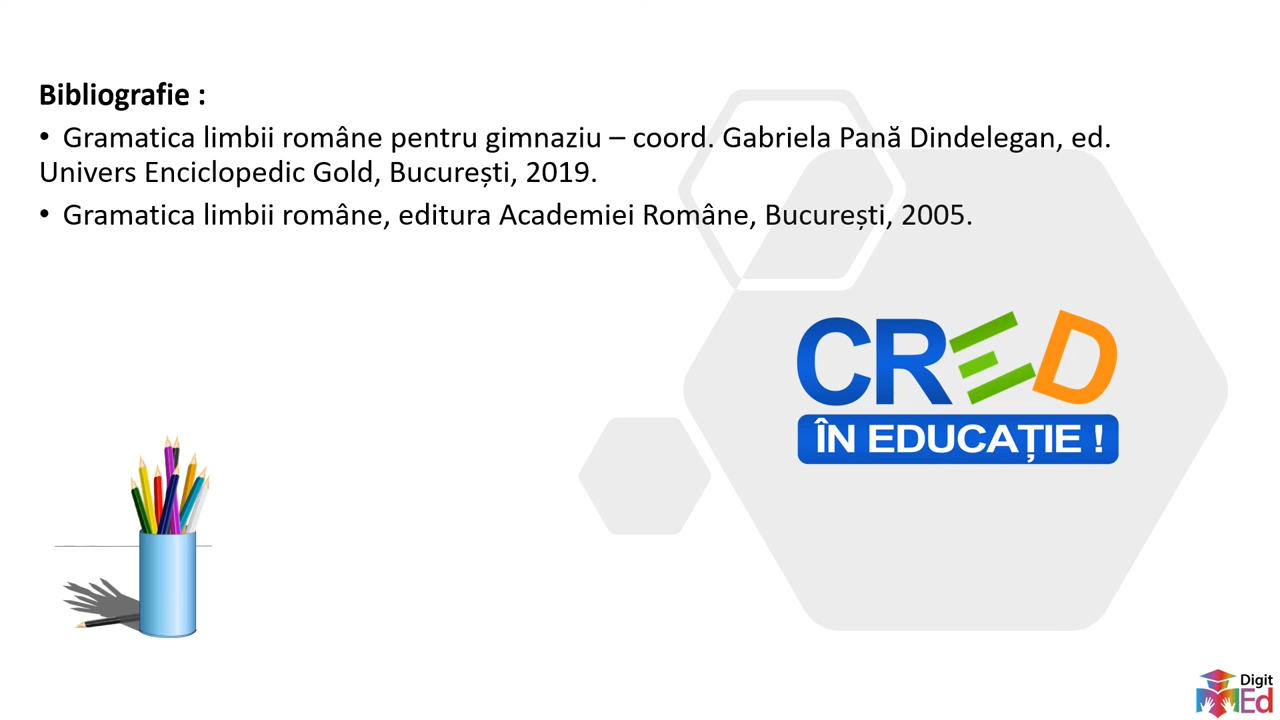 Bibliografie :
• Gramatica limbii române pentru gimnaziu – coord. Gabriela Pană Dindelegan, ed.
Univers Enciclopedic Gold, București, 2019.
• Gramatica limbii române, editura Academiei Române, București, 2005.
CRED
ÎN EDUCAȚIE !
Digit
Ed